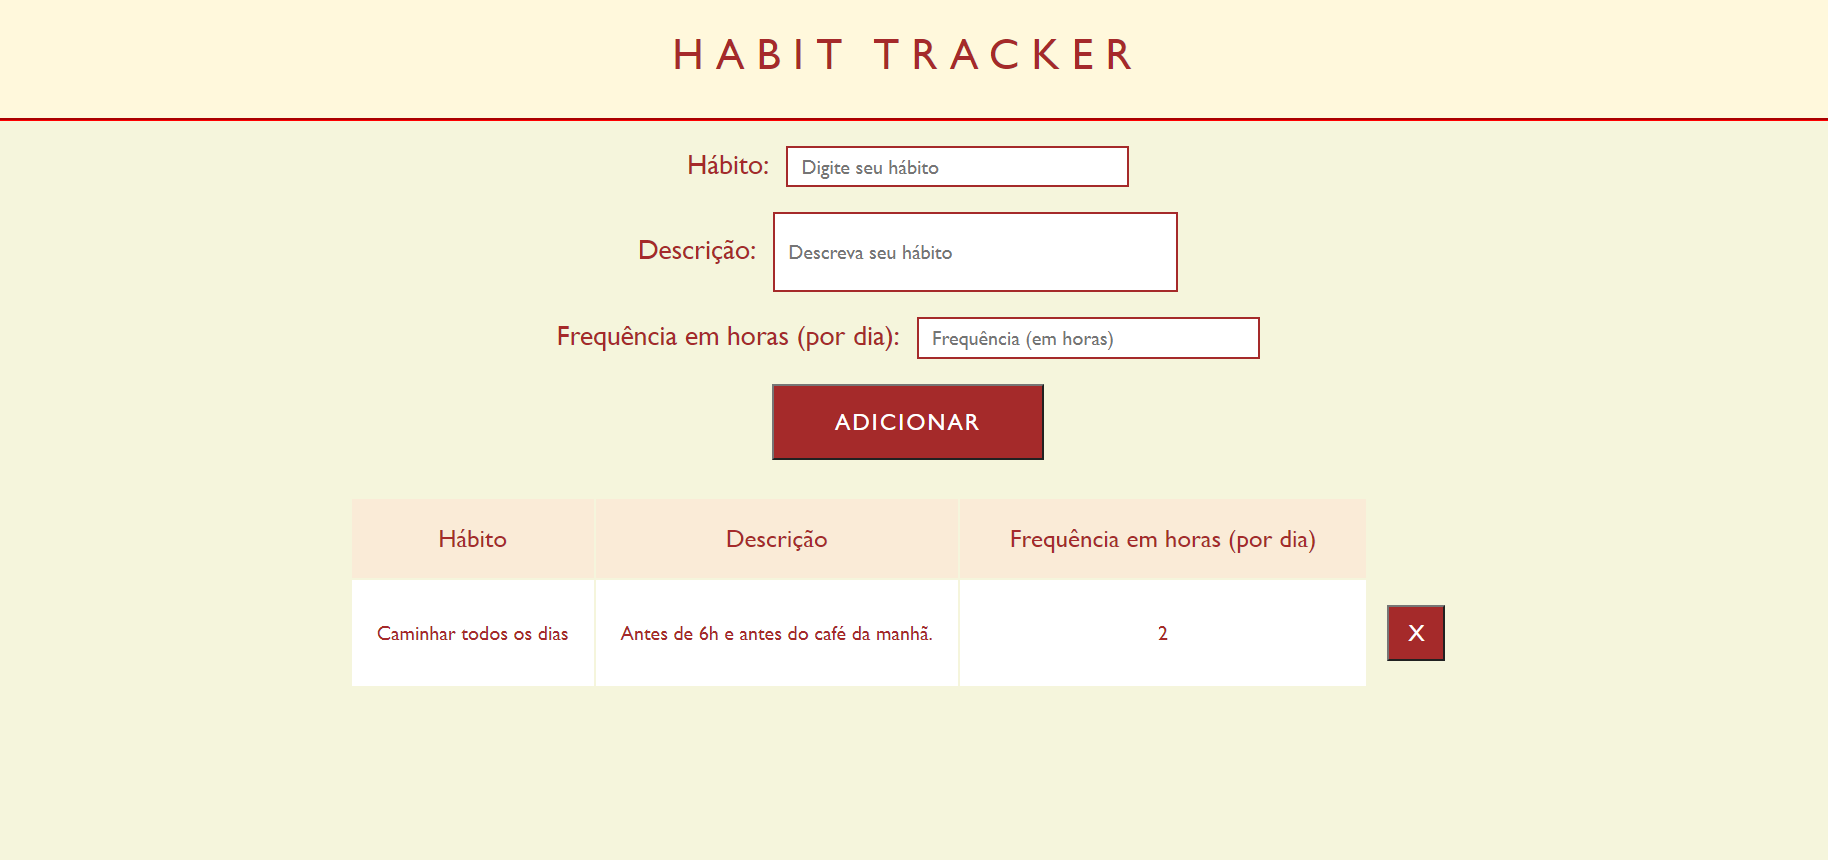 HABIT TRACKER
Hábito: Digite seu hábito
Descrição: Descreva seu hábito
Frequência em horas (por dia): Frequência (em horas)
ADICIONAR
Hábito Descrição Frequência em horas (por dia)
Caminhar todos os dias Antes de 6h e antes do café da manhã. 2 X